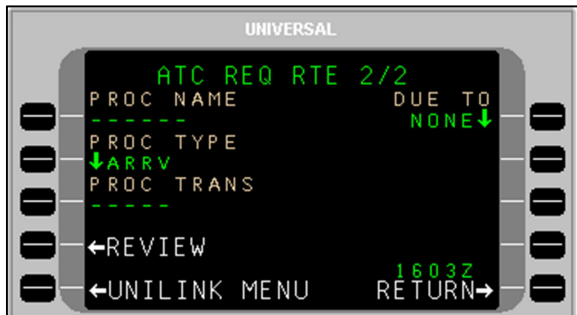 UNIVERSAL
ATC REQ RTE 2/2
PROC NAME DUE TO
------ NONE↓
PROC TYPE
↓ARRV
PROC TRANS
-----
←REVIEW
1603Z
←UNILINK MENU RETURN→